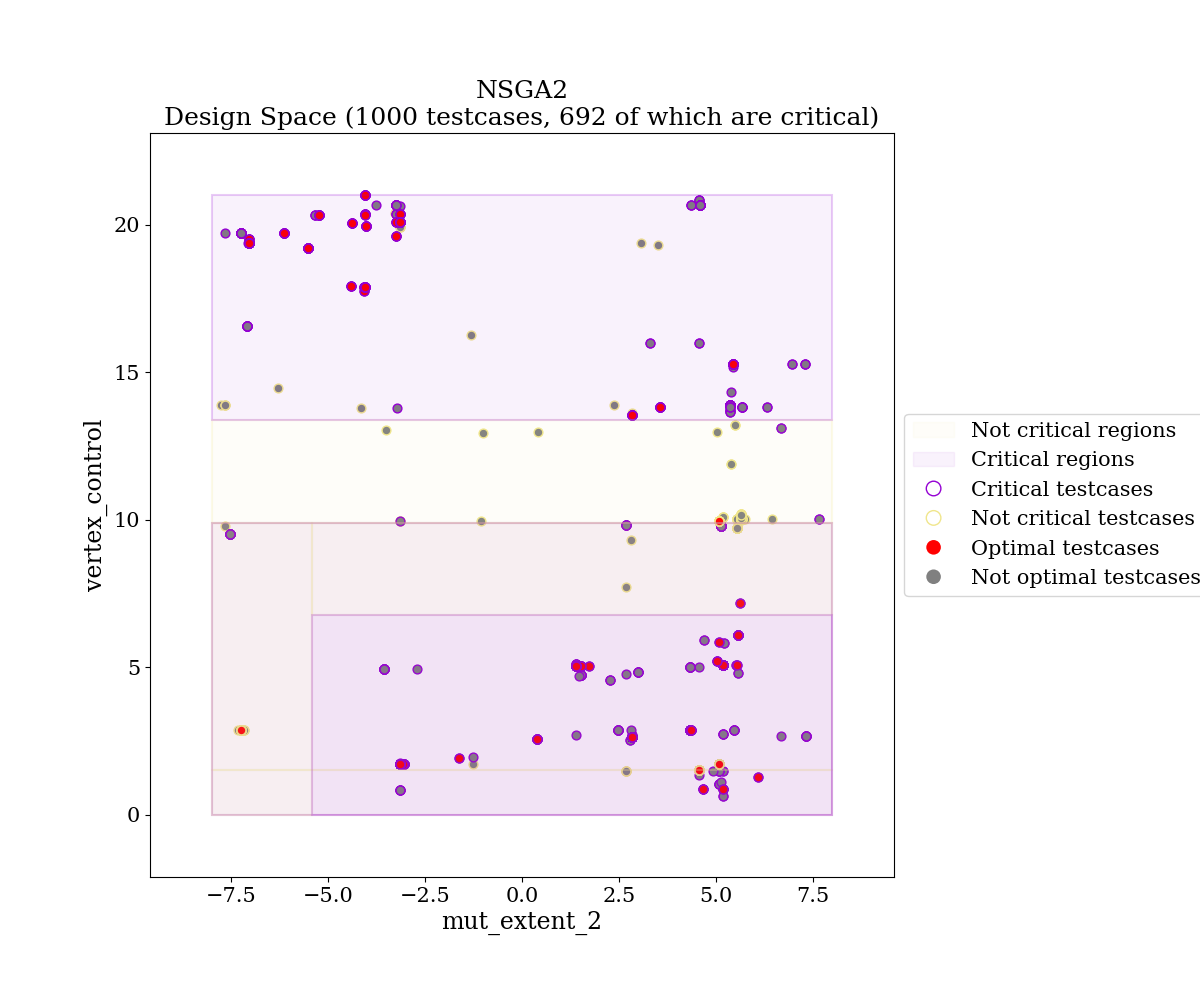 NSGA2
Design Space (1000 testcases, 692 of which are critical)
20
15
10
5
0
vertex_control
−7.5
−5.0
−2.5
0.0
2.5
5.0
7.5
mut_extent_2
Not critical regions
Critical regions
Critical testcases
Not critical testcases
Optimal testcases
Not optimal testcases